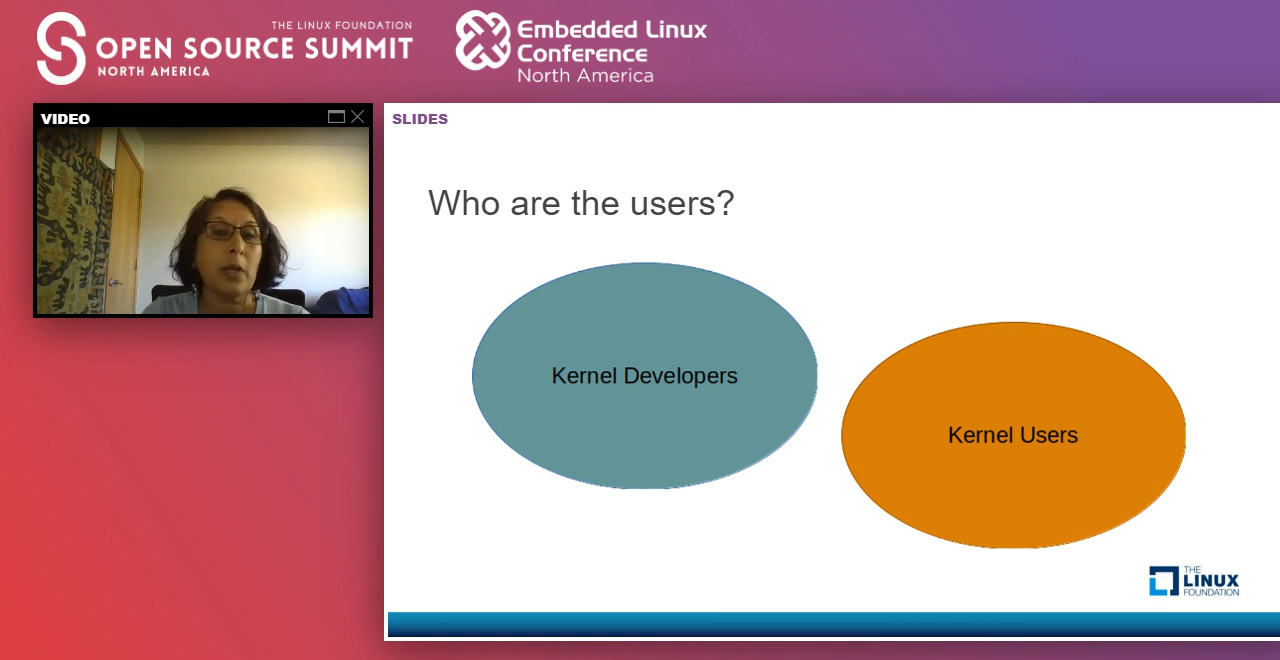 THE LINUX FOUNDATION
OPEN SOURCE SUMMIT
NORTH AMERICA
Embedded Linux
Conference
North America
VIDEO
SLIDES
Who are the users?
Kernel Developers
Kernel Users
THE
LINUX
FOUNDATION